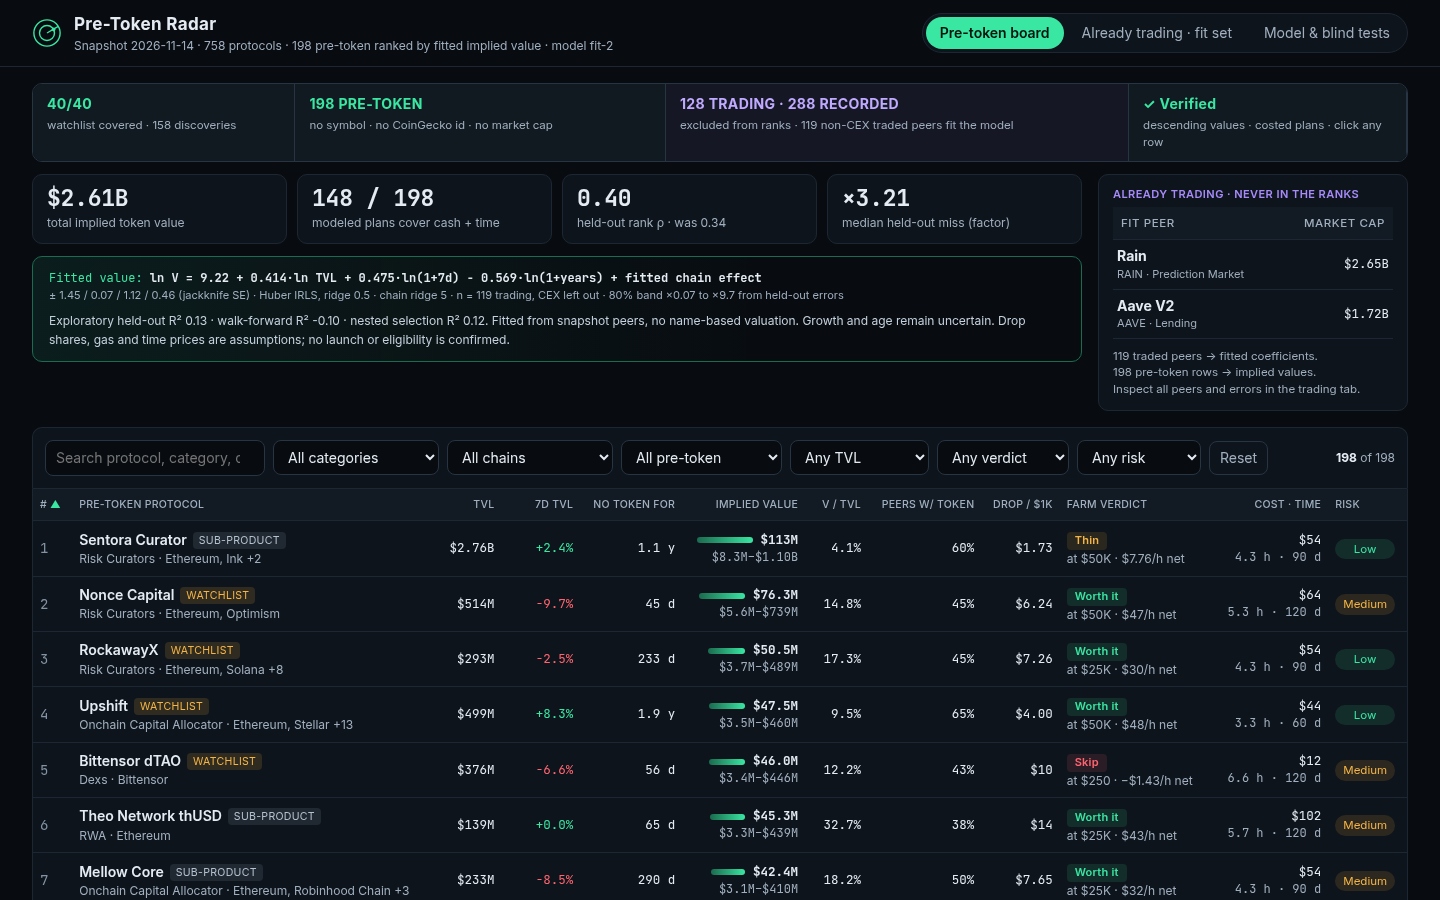 Pre-Token Radar
Snapshot 2026-11-14 · 758 protocols · 198 pre-token ranked by fitted implied value · model fit-2
Pre-token board
Already trading · fit set
Model & blind tests
40/40
watchlist covered · 158 discoveries
198 PRE-TOKEN
no symbol · no CoinGecko id · no market cap
128 TRADING · 288 RECORDED
excluded from ranks · 119 non-CEX traded peers fit the model
✓ Verified
descending values · costed plans · click any
row
$2.61B
total implied token value
148 / 198
modeled plans cover cash + time
0.40
held-out rank ρ · was 0.34
×3.21
median held-out miss (factor)
Fitted value: ln V = 9.22 + 0.414·ln TVL + 0.475·ln(1+7d) - 0.569·ln(1+years) + fitted chain effect
± 1.45 / 0.07 / 1.12 / 0.46 (jackknife SE) · Huber IRLS, ridge 0.5 · chain ridge 5 · n = 119 trading, CEX left out · 80% band ×0.07 to ×9.7 from held-out errors
Exploratory held-out R² 0.13 · walk-forward R² -0.10 · nested selection R² 0.12. Fitted from snapshot peers, no name-based valuation. Growth and age remain uncertain. Drop
shares, gas and time prices are assumptions; no launch or eligibility is confirmed.
ALREADY TRADING · NEVER IN THE RANKS
FIT PEER MARKET CAP
Rain
RAIN · Prediction Market
$2.65B
Aave V2
AAVE · Lending
$1.72B
119 traded peers → fitted coefficients.
198 pre-token rows → implied values.
Inspect all peers and errors in the trading tab.
Search protocol, category, c
All categories
All chains
All pre-token
Any TVL
Any verdict
Any risk
Reset
198 of 198
# ▲ PRE-TOKEN PROTOCOL TVL 7D TVL NO TOKEN FOR IMPLIED VALUE V / TVL PEERS W/ TOKEN DROP / $1K FARM VERDICT COST · TIME RISK
1 Sentora Curator SUB-PRODUCT $2.76B +2.4% 1.1 y $113M 4.1% 60% $1.73 Thin $54 Low
Risk Curators · Ethereum, Ink +2 $8.3M–$1.10B at $50K · $7.76/h net 4.3 h · 90 d
2 Nonce Capital WATCHLIST $514M -9.7% 45 d $76.3M 14.8% 45% $6.24 Worth it $64 Medium
Risk Curators · Ethereum, Optimism $5.6M–$739M at $50K · $47/h net 5.3 h · 120 d
3 RockawayX WATCHLIST $293M -2.5% 233 d $50.5M 17.3% 45% $7.26 Worth it $54 Low
Risk Curators · Ethereum, Solana +8 $3.7M–$489M at $25K · $30/h net 4.3 h · 90 d
4 Upshift WATCHLIST $499M +8.3% 1.9 y $47.5M 9.5% 65% $4.00 Worth it $44 Low
Onchain Capital Allocator · Ethereum, Stellar +13 $3.5M–$460M at $50K · $48/h net 3.3 h · 60 d
5 Bittensor dTAO WATCHLIST $376M -6.6% 56 d $46.0M 12.2% 43% $10 Skip $12 Medium
Dexs · Bittensor $3.4M–$446M at $250 · −$1.43/h net 6.6 h · 120 d
6 Theo Network thUSD SUB-PRODUCT $139M +0.0% 65 d $45.3M 32.7% 38% $14 Worth it $102 Medium
RWA · Ethereum $3.3M–$439M at $25K · $43/h net 5.7 h · 120 d
7 Mellow Core SUB-PRODUCT $233M -8.5% 290 d $42.4M 18.2% 50% $7.65 Worth it $54 Medium
Onchain Capital Allocator · Ethereum, Robinhood Chain +3 $3.1M–$410M at $25K · $32/h net 4.3 h · 90 d